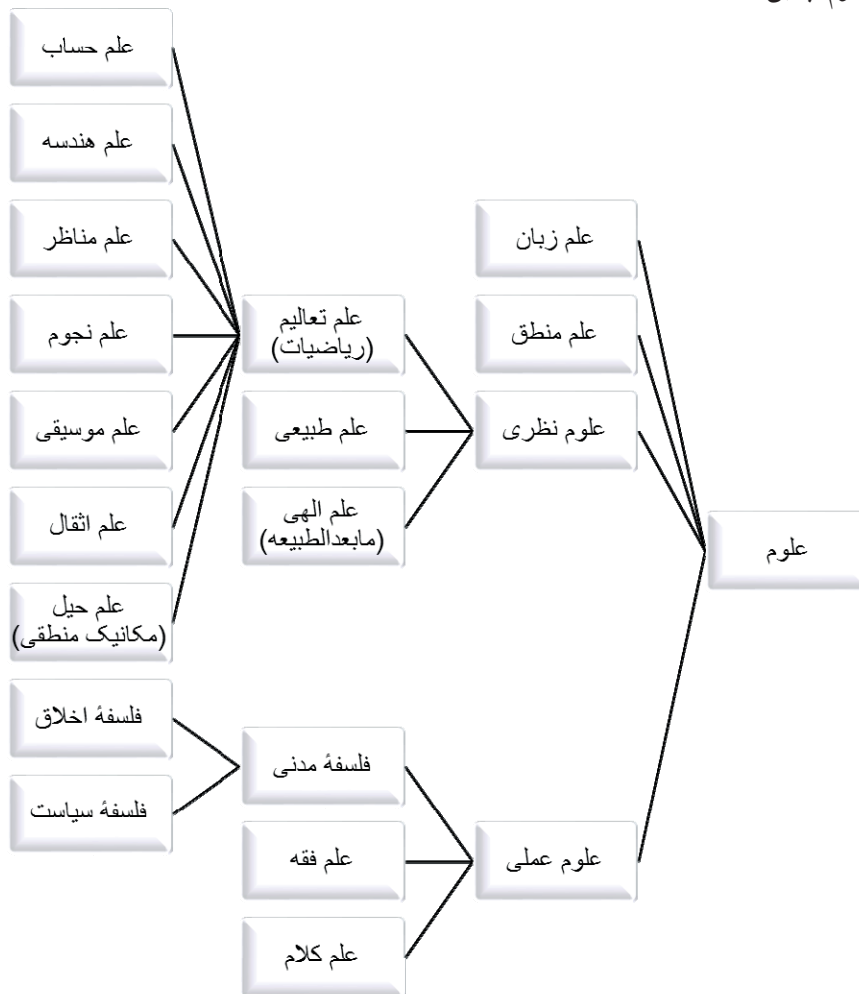 علوم
علم زبان
علم منطق
علوم نظری
علوم عملی
علم تعالیم
(ریاضیات)
علم طبیعی
علم الهی
(مابعدالطبیعه)
فلسفهٔ مدنی
علم فقه
علم کلام
علم حساب
علم هندسه
علم مناظر
علم نجوم
علم موسیقی
علم اثقال
علم حیل
(مکانیک منطقی)
فلسفهٔ اخلاق
فلسفهٔ سیاست